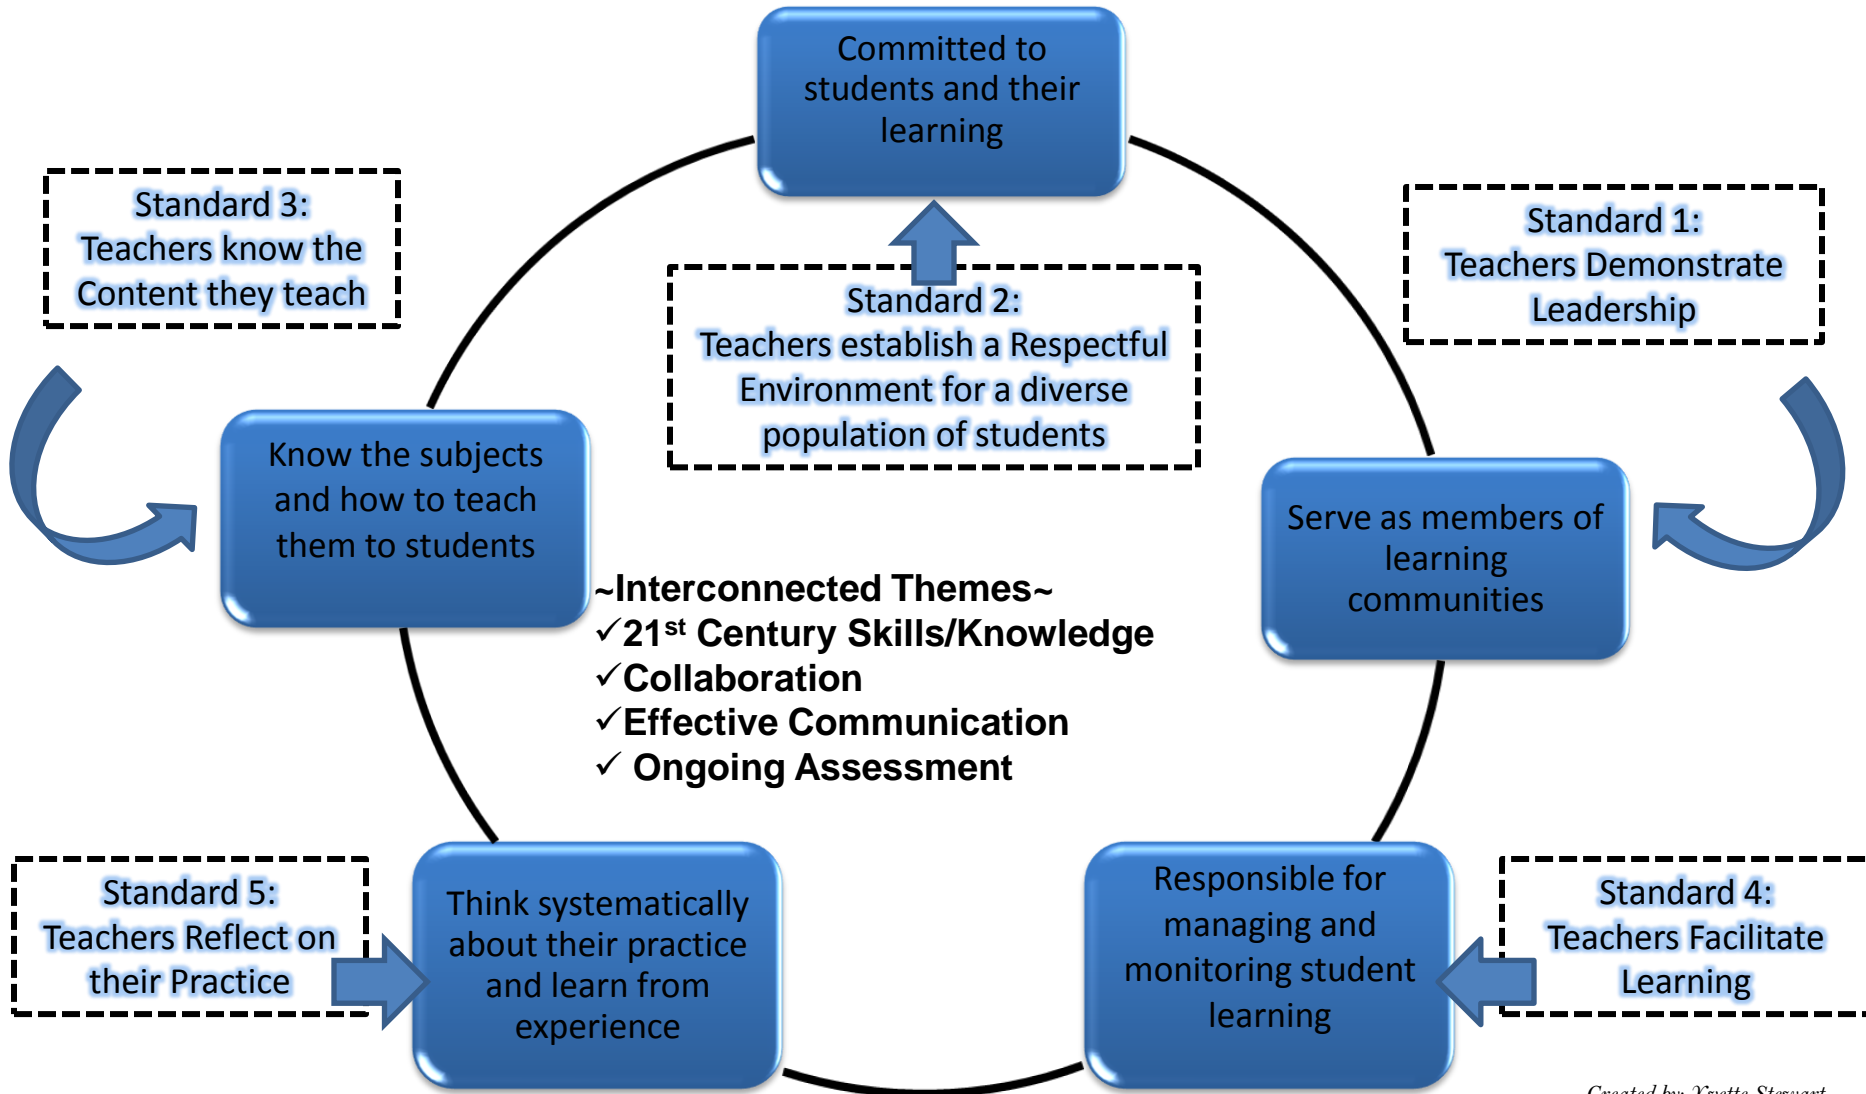 Committed to
students and their
learning
Standard 3:
Teachers know the
Content they teach
Standard 1:
Teachers Demonstrate
Leadership
Standard 2:
Teachers establish a Respectful
Environment for a diverse
population of students
Know the subjects
and how to teach
them to students
Serve as members of
learning
communities
~Interconnected Themes~
✓21st Century Skills/Knowledge
✓Collaboration
✓Effective Communication
✓ Ongoing Assessment
Standard 5:
Teachers Reflect on
their Practice
Think systematically
about their practice
and learn from
experience
Responsible for
managing and
monitoring student
learning
Standard 4:
Teachers Facilitate
Learning
Created by: Stewart